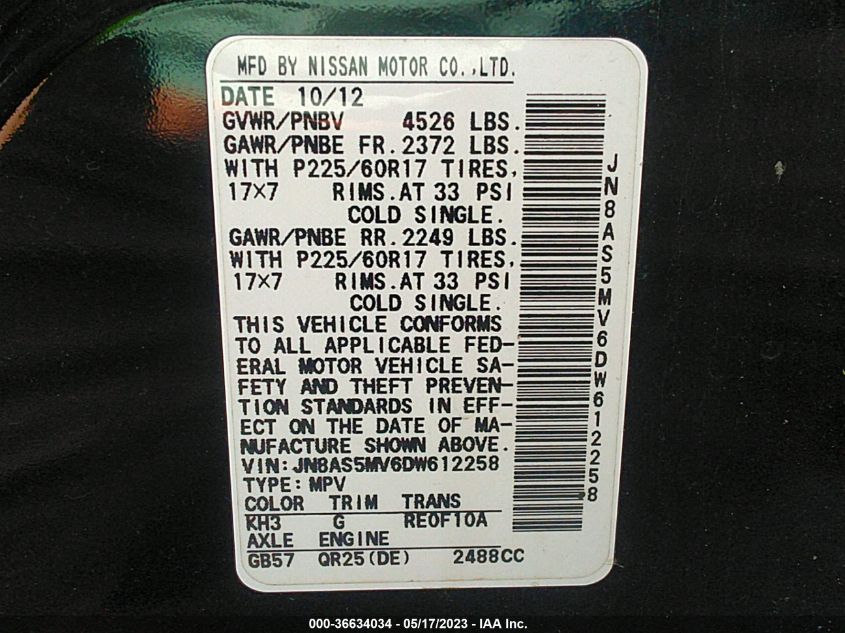 MFD BY NISSAN MOTOR CO.,LTD.
DATE 10/12
GVWR/PNBV 4526 LBS.
GAWR/PNBE FR.2372 LBS.
WITH P225/60R17 TIRES,
17×7 RIMS.AT 33 PSI
COLD SINGLE.
GAWR/PNBE RR.2249 LBS.
WITH P225/60R17 TIRES,
17×7 RIMS.AT 33 PSI
COLD SINGLE.
THIS VEHICLE CONFORMS
TO ALL APPLICABLE FED-
ERAL MOTOR VEHICLE SA-
FETY AND THEFT PREVEN-
TION STANDARDS IN EFF-
ECT ON THE DATE OF MA-
NUFACTURE SHOWN ABOVE.
VIN:JN8AS5MV6DW612258
TYPE:MPV
COLOR TRIM TRANS
KH3 G RE0F10A
AXLE ENGINE
GB57 QR25(DE) 2488CC
JN8AS5MV6DW612258
000-36634034 - 05/17/2023 - IAA Inc.